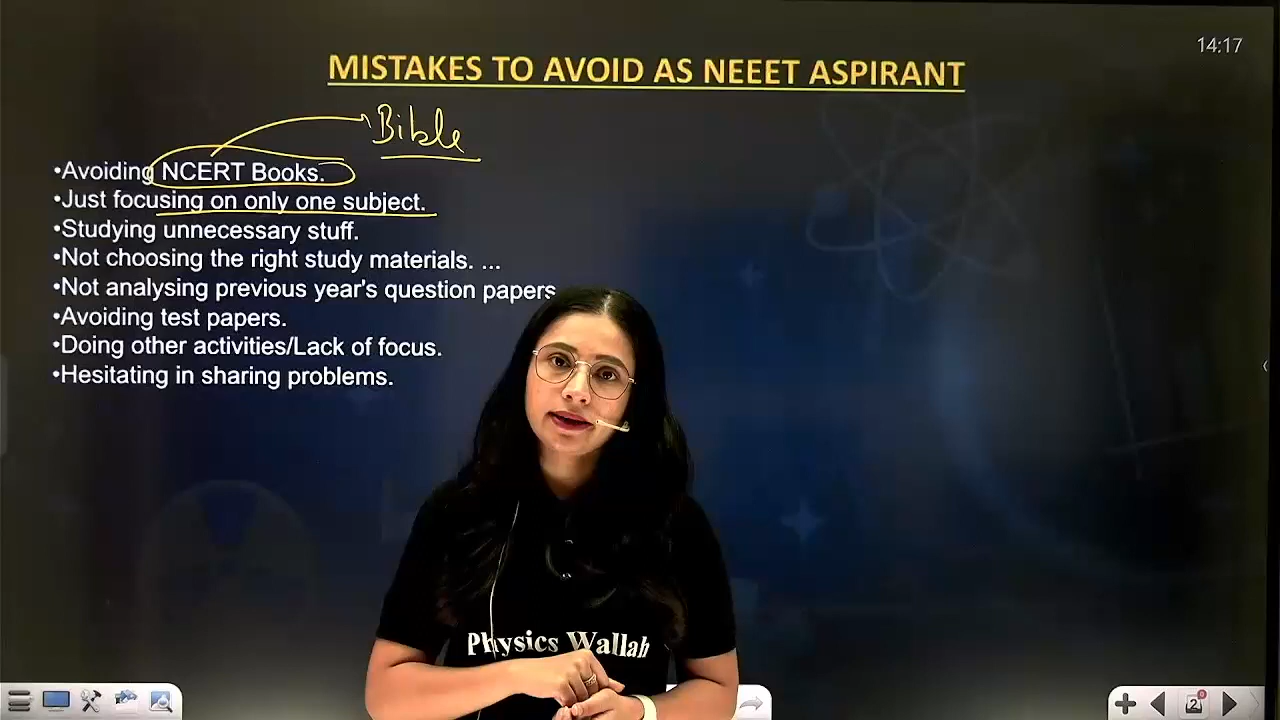 14:17
MISTAKES TO AVOID AS NEEET ASPIRANT
Bible
•Avoiding NCERT Books.
•Just focusing on only one subject.
•Studying unnecessary stuff.
•Not choosing the right study materials. ...
•Not analysing previous year's question papers
•Avoiding test papers.
•Doing other activities/Lack of focus.
•Hesitating in sharing problems.
Physics Wallah
2